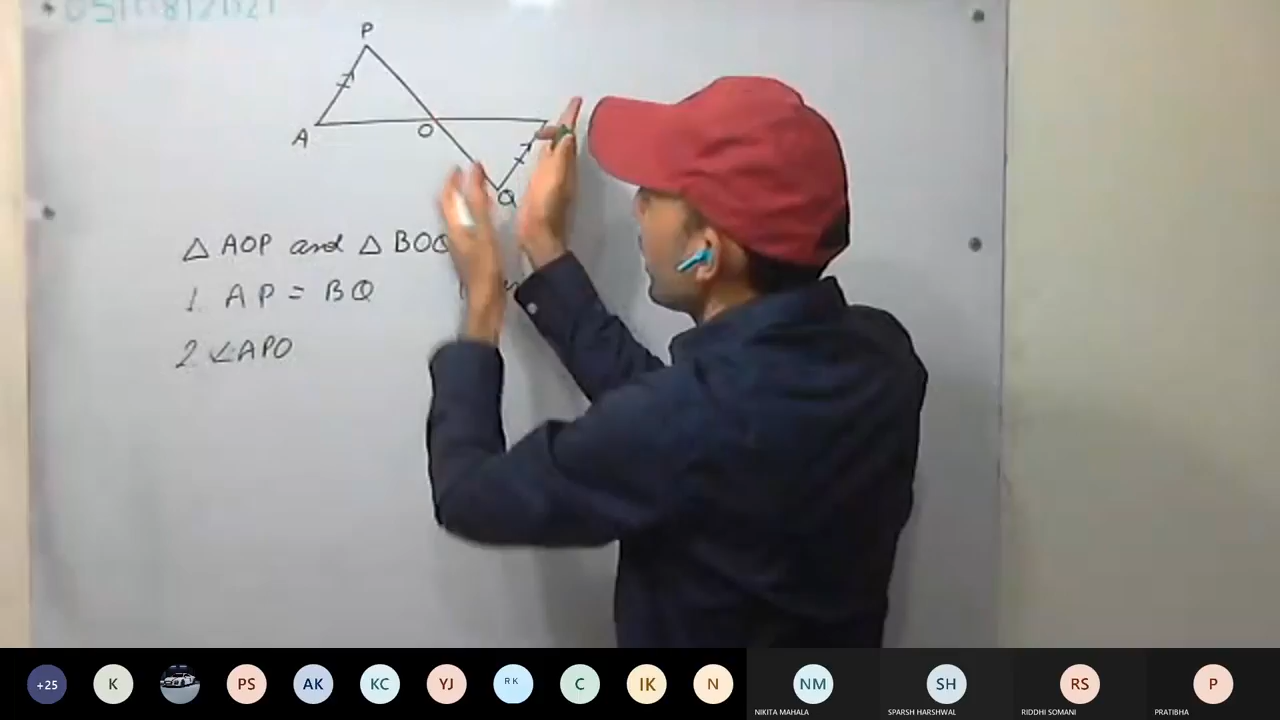 P
A
O
Q
△ AOP and △ BOQ
1. AP = BQ
2. ∠APO
+25
K
PS
AK
KC
YJ
RK
C
IK
N
NM
SH
RS
P
NIKITA MAHALA
SPARSH HARSHWAL
RIDDHI SOMANI
PRATIBHA